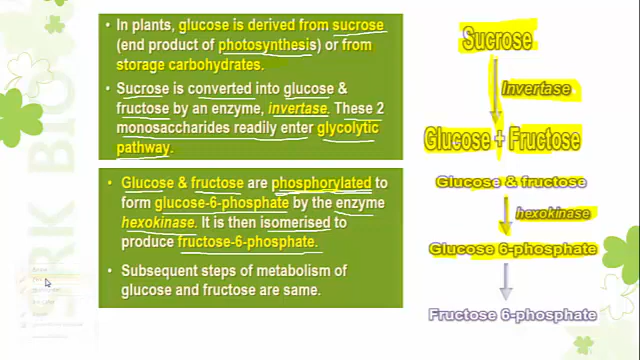 • In plants, glucose is derived from sucrose
(end product of photosynthesis) or from
storage carbohydrates.
• Sucrose is converted into glucose &
fructose by an enzyme, invertase. These 2
monosaccharides readily enter glycolytic
pathway.
• Glucose & fructose are phosphorylated to
form glucose-6-phosphate by the enzyme
hexokinase. It is then isomerised to
produce fructose-6-phosphate.
• Subsequent steps of metabolism of
glucose and fructose are same.
Sucrose
Invertase
Glucose + Fructose
Glucose & fructose
hexokinase
Glucose 6-phosphate
Fructose 6-phosphate